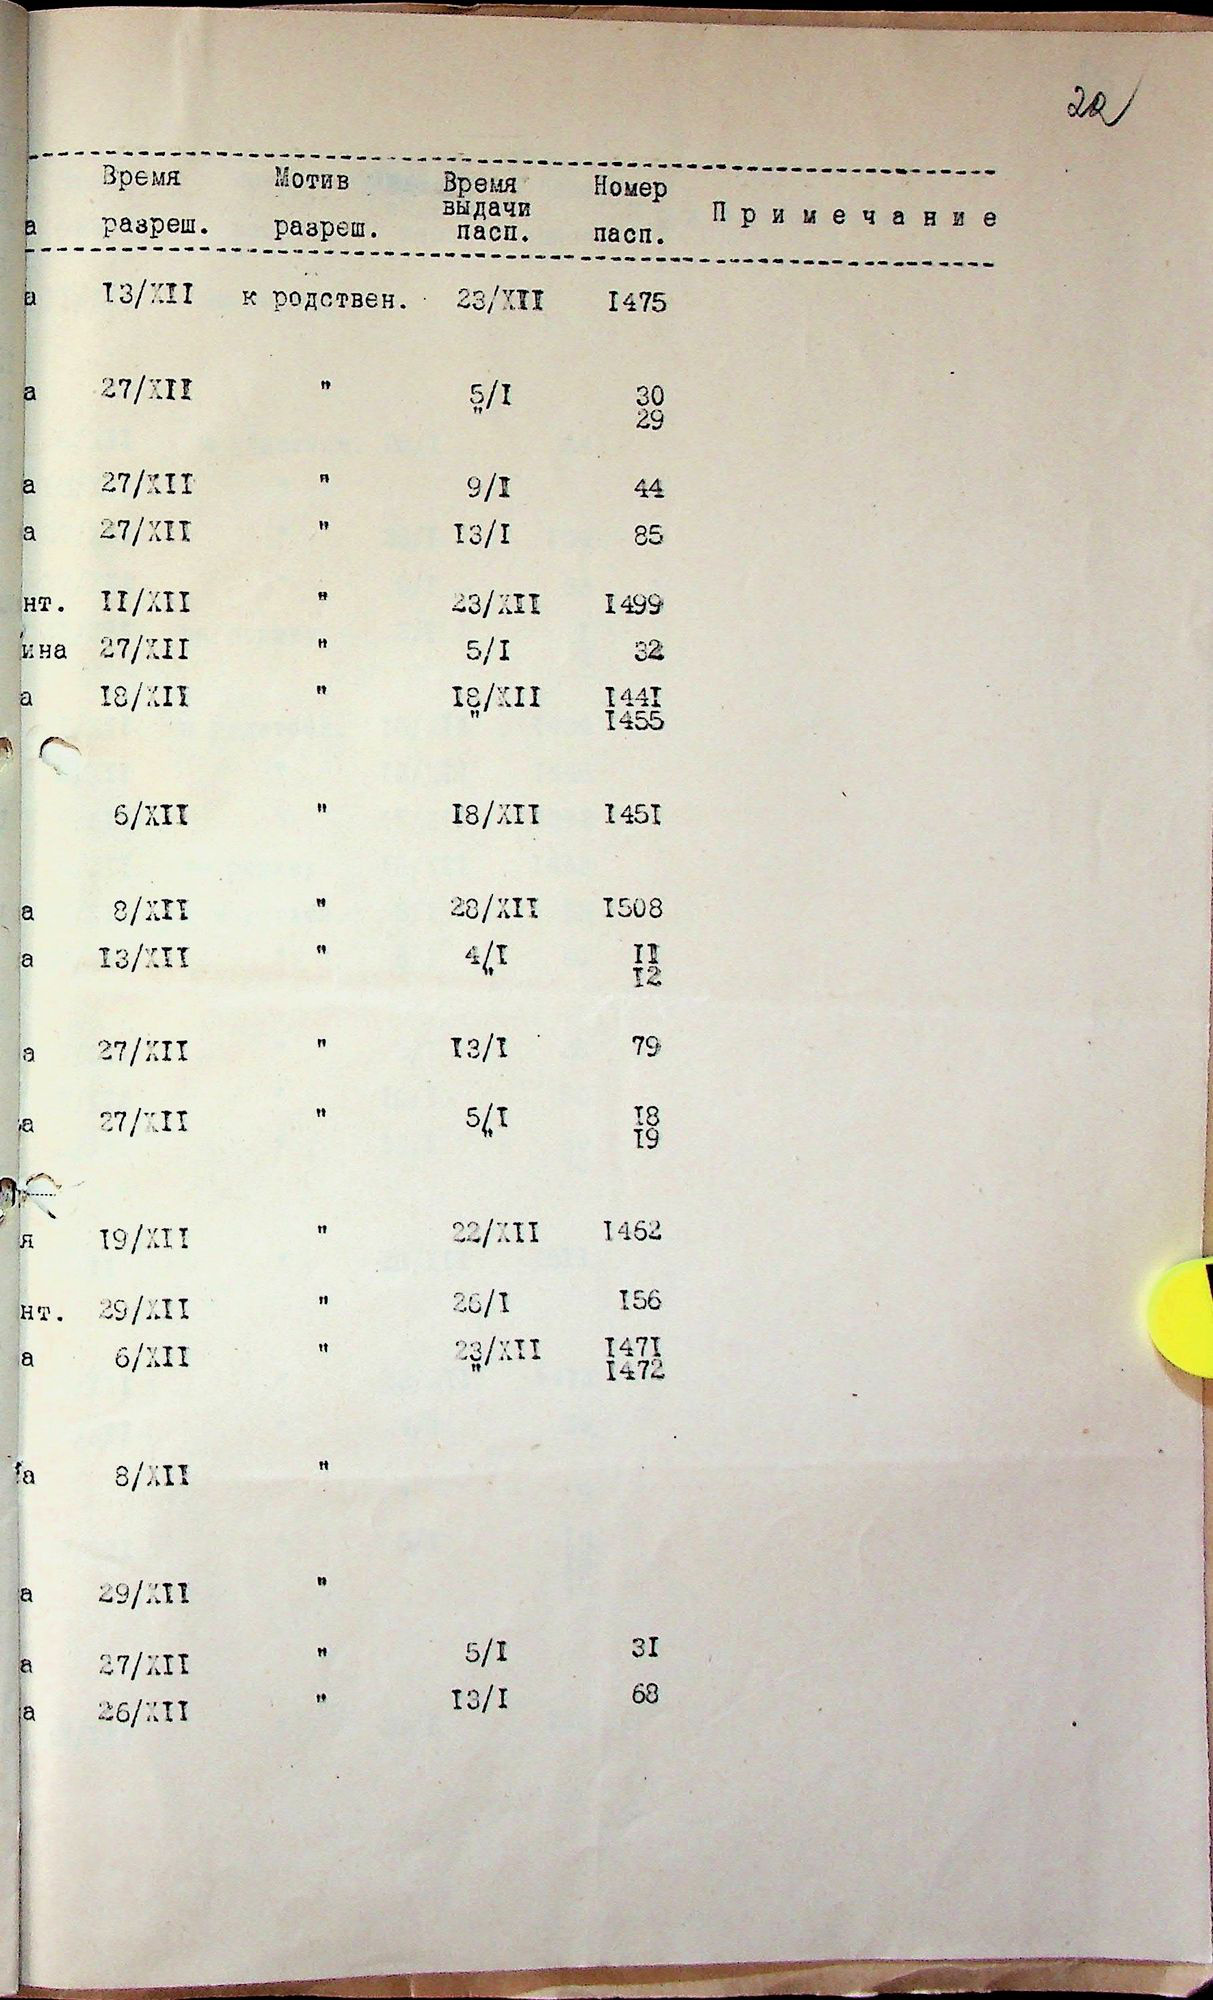 22
Время Мотив Время Номер
выдачи
а разреш. разреш. пасп. пасп. Примечание
а 13/XII к родствен. 23/XII 1475
а 27/XII " 5/I 30
" 29
а 27/XII " 9/I 44
а 27/XII " 13/I 85
нт. 11/XII " 23/XII 1499
ина 27/XII " 5/I 32
а 18/XII " 18/XII 1441
" 1455
6/XII " 18/XII 1451
а 8/XII " 28/XII 1508
а 13/XII " 4/I 11
" 12
а 27/XII " 13/I 79
а 27/XII " 5/I 18
" 19
я 19/XII " 22/XII 1462
нт. 29/XII " 26/I 156
а 6/XII " 23/XII 1471
" 1472
а 8/XII "
а 29/XII "
а 27/XII " 5/I 31
а 26/XII " 13/I 68